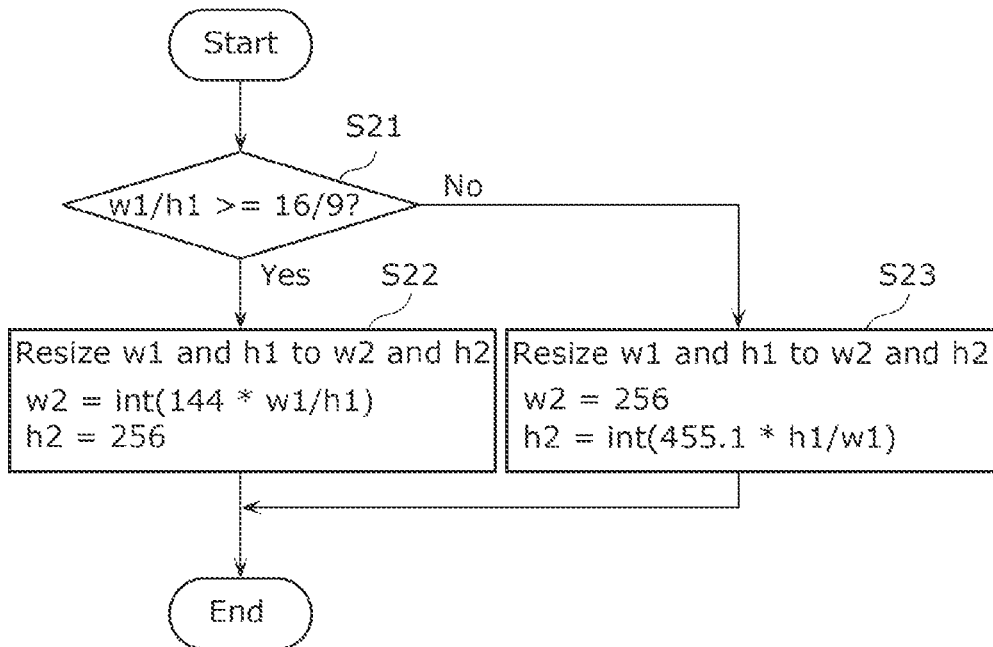 Start
S21
w1/h1 >= 16/9?
No
Yes
S22
S23
Resize w1 and h1 to w2 and h2
w2 = int(144 * w1/h1)
h2 = 256
Resize w1 and h1 to w2 and h2
w2 = 256
h2 = int(455.1 * h1/w1)
End